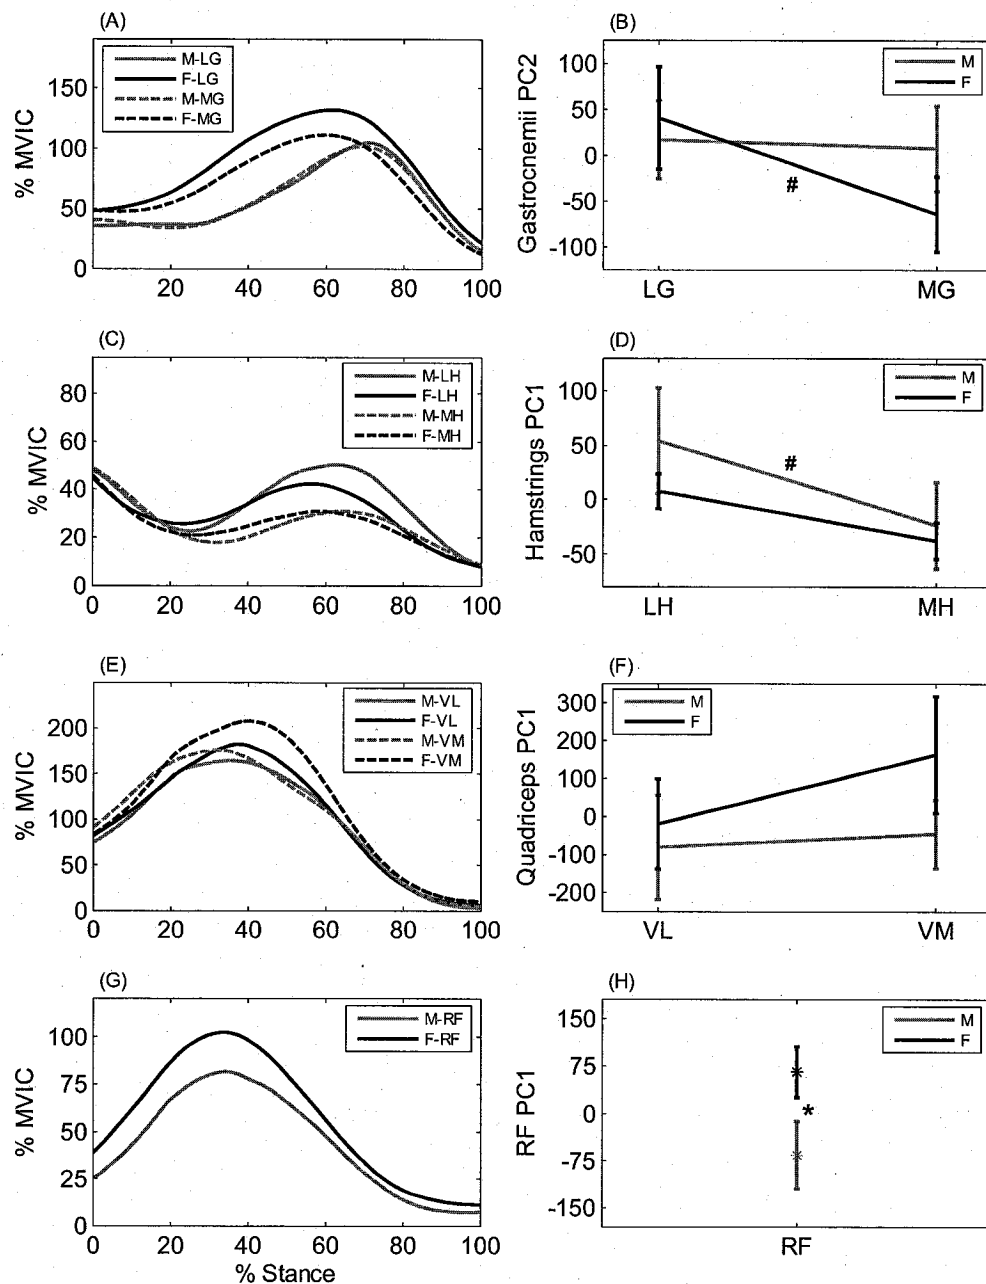 (A)
% MVIC
150
100
50
0
0 20 40 60 80 100
M-LG
F-LG
M-MG
F-MG
(B)
Gastrocnemii PC2
100
50
0
-50
-100
LG MG
M
F
#
(C)
% MVIC
80
60
40
20
0
0 20 40 60 80 100
M-LH
F-LH
M-MH
F-MH
(D)
Hamstrings PC1
100
50
0
-50
LH MH
M
F
#
(E)
% MVIC
200
150
100
50
0
0 20 40 60 80 100
M-VL
F-VL
M-VM
F-VM
(F)
Quadriceps PC1
300
200
100
0
-100
-200
VL VM
M
F
(G)
% MVIC
100
75
50
25
0
0 20 40 60 80 100
% Stance
M-RF
F-RF
(H)
RF PC1
150
75
0
-75
-150
RF
M
F
*